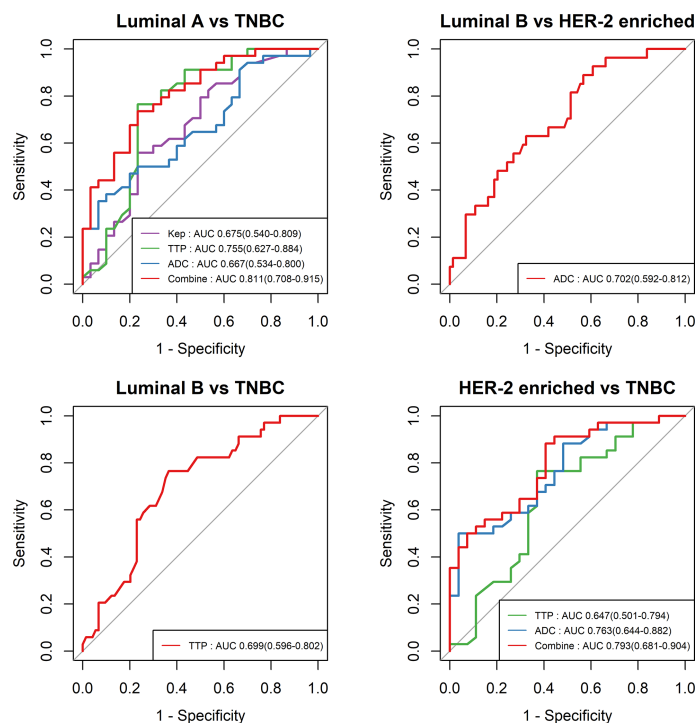 Luminal A vs TNBC
Sensitivity
1.0
0.8
0.6
0.4
0.2
0.0
Kep : AUC 0.675(0.540-0.809)
TTP : AUC 0.755(0.627-0.884)
ADC : AUC 0.667(0.534-0.800)
Combine : AUC 0.811(0.708-0.915)
0.0 0.2 0.4 0.6 0.8 1.0
1 - Specificity
Luminal B vs HER-2 enriched
Sensitivity
1.0
0.8
0.6
0.4
0.2
0.0
ADC : AUC 0.702(0.592-0.812)
0.0 0.2 0.4 0.6 0.8 1.0
1 - Specificity
Luminal B vs TNBC
Sensitivity
1.0
0.8
0.6
0.4
0.2
0.0
TTP : AUC 0.699(0.596-0.802)
0.0 0.2 0.4 0.6 0.8 1.0
1 - Specificity
HER-2 enriched vs TNBC
Sensitivity
1.0
0.8
0.6
0.4
0.2
0.0
TTP : AUC 0.647(0.501-0.794)
ADC : AUC 0.763(0.644-0.882)
Combine : AUC 0.793(0.681-0.904)
0.0 0.2 0.4 0.6 0.8 1.0
1 - Specificity